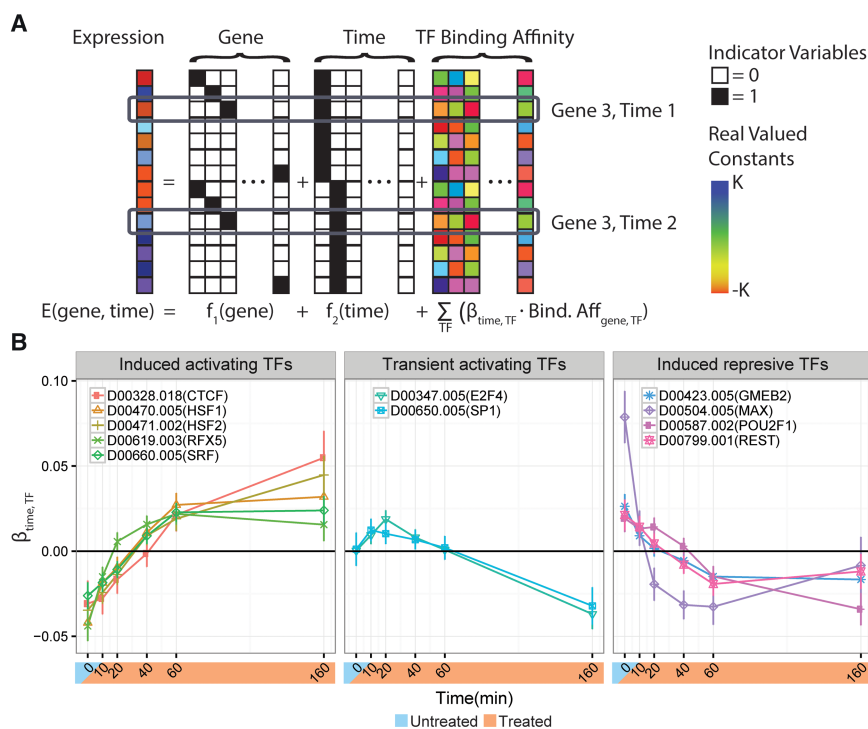 A
Expression
Gene
Time
TF Binding Affinity
Indicator Variables
= 0
= 1
Gene 3, Time 1
Real Valued
Constants
K
-K
= ... + ... + ...
Gene 3, Time 2
E(gene, time) = f1(gene) + f2(time) + ∑TF (βtime, TF · Bind. Affgene, TF)
B
Induced activating TFs
Transient activating TFs
Induced represive TFs
D00328.018(CTCF)
D00470.005(HSF1)
D00471.002(HSF2)
D00619.003(RFX5)
D00660.005(SRF)
D00347.005(E2F4)
D00650.005(SP1)
D00423.005(GMEB2)
D00504.005(MAX)
D00587.002(POU2F1)
D00799.001(REST)
βtime, TF
0.10
0.05
0.00
−0.05
0 10 20 40 60 160
0 10 20 40 60 160
0 10 20 40 60 160
Time(min)
Untreated
Treated